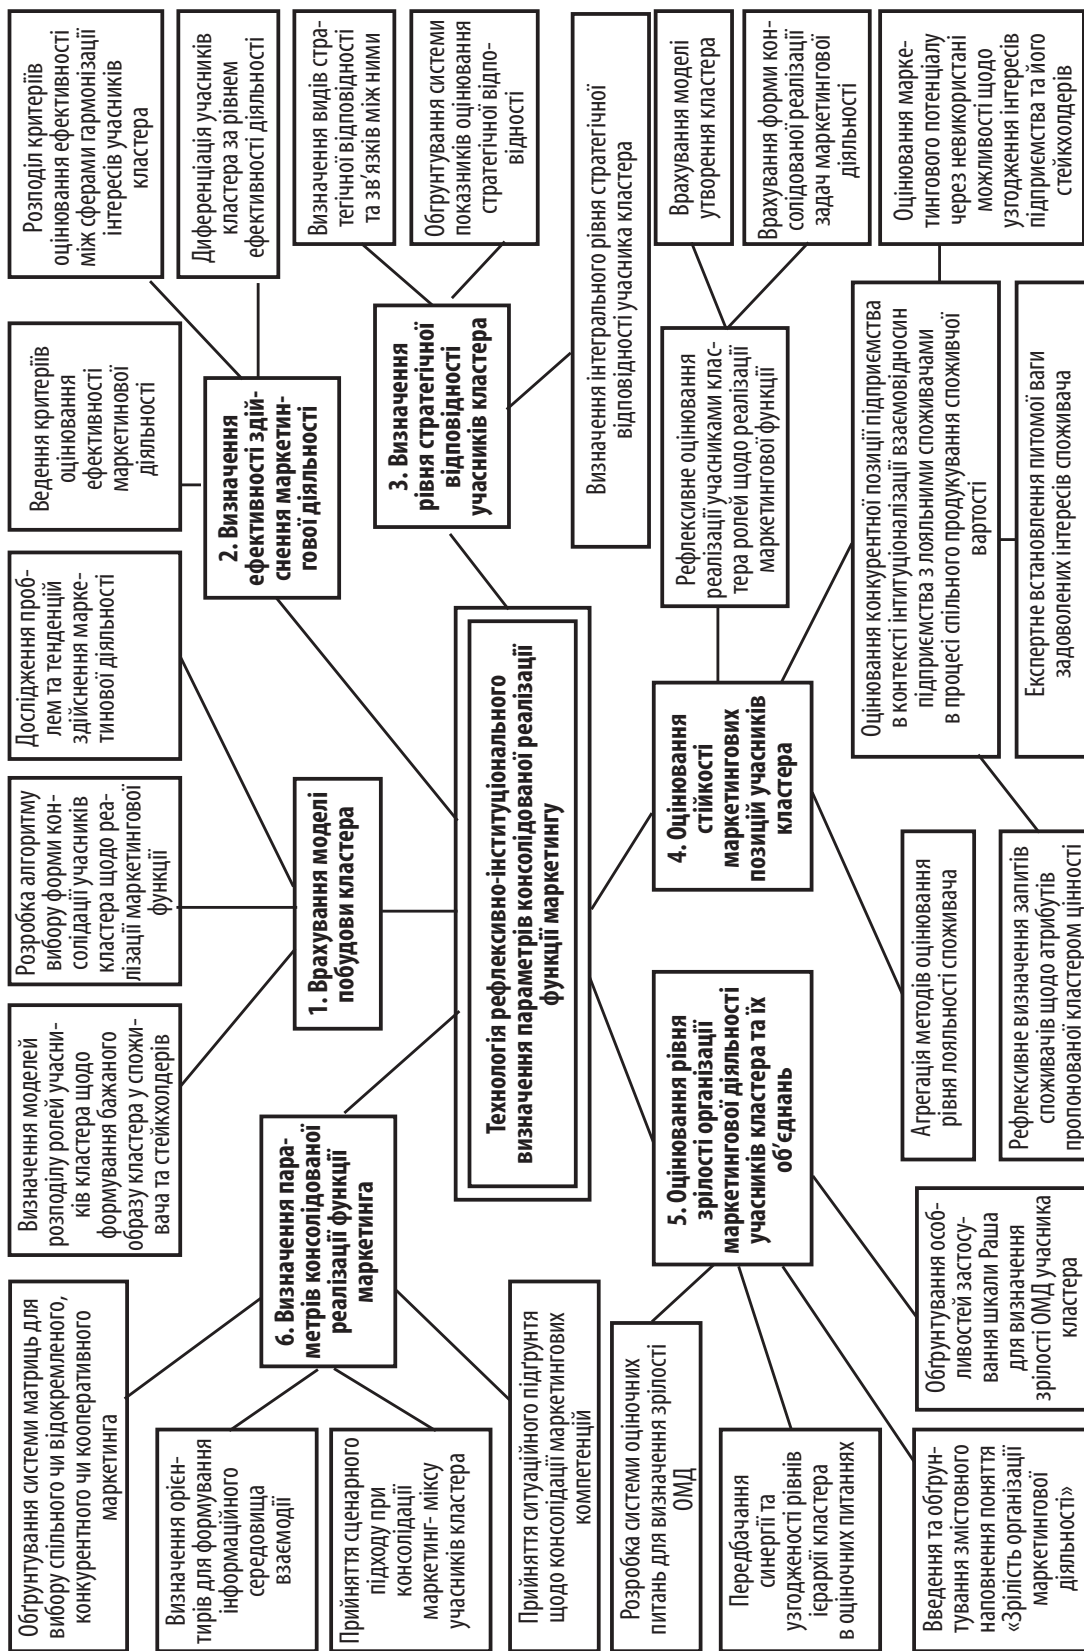 Обґрунтування системи матриць для
вибору спільного чи відокремленого,
конкурентного чи кооперативного
маркетинга
Визначення моделей
розподілу ролей учасни-
ків кластера щодо
формування бажаного
образу кластера у спожи-
вача та стейкхолдерів
Розробка алгоритму
вибору форми кон-
солідації учасників
кластера щодо реа-
лізації маркетингової
функції
Дослідження проб-
лем та тенденцій
здійснення марке-
тинової діяльності
Ведення критеріїв
оцінювання
ефективності
маркетинової
діяльності
Розподіл критеріїв
оцінювання ефективності
між сферами гармонізації
інтересів учасників
кластера
Диференціація учасників
кластера за рівнем
ефективності діяльності
Визначення орієн-
тирів для формування
інформаційного
середовища
взаємодії
Прийняття сценарного
підходу при
консолідації
маркетинг- міксу
учасників кластера
Прийняття ситуаційного підґрунтя
щодо консолідації маркетингових
компетенцій
6. Визначення пара-
метрів консолідованої
реалізації функції
маркетинга
1. Врахування моделі
побудови кластера
2. Визначення
ефективності здій-
снення маркетин-
гової діяльності
3. Визначення
рівня стратегічної
відповідності
учасників кластера
Визначення видів стра-
тегічної відповідності
та зв’язків між ними
Обгрунтування системи
показників оцінювання
стратегічної відпо-
відності
Визначення інтегрального рівня стратегічної
відповідності учасника кластера
Технологія рефлексивно-інституціонального
визначення параметрів консолідованої реалізації
функції маркетингу
5. Оцінювання рівня
зрілості організації
маркетингової діяльності
учасників кластера та їх
об’єднань
4. Оцінювання
стійкості
маркетингових
позицій учасників
кластера
Рефлексивне оцінювання
реалізації учасниками клас-
тера ролей щодо реалізації
маркетингової функції
Врахування моделі
утворення кластера
Врахування форми кон-
солідованої реалізації
задач маркетингової
діяльності
Розробка системи оціночних
питань для визначення зрілості
ОМД
Передбачання
синергії та
узгодженості рівнів
ієрархії кластера
в оціночних питаннях
Введення та обґрун-
тування змістовного
наповнення поняття
«Зрілість організації
маркетингової
діяльності»
Обґрунтування особ-
ливостей застосу-
вання шкали Раша
для визначення
зрілості ОМД учасника
кластера
Агрегація методів оцінювання
рівня лояльності споживача
Рефлексивне визначення запитів
споживачів щодо атрибутів
пропонованої кластером цінності
Оцінювання конкурентної позиції підприємства
в контексті інтитуціоналізації взаємовідносин
підприємства з лояльними споживачами
в процесі спільного продукування споживчої
вартості
Експертне встановлення питомої ваги
задоволених інтересів споживача
Оцінювання марке-
тингового потенціалу
через невикористані
можливості щодо
узгодження інтересів
підприємства та його
стейкхолдерів